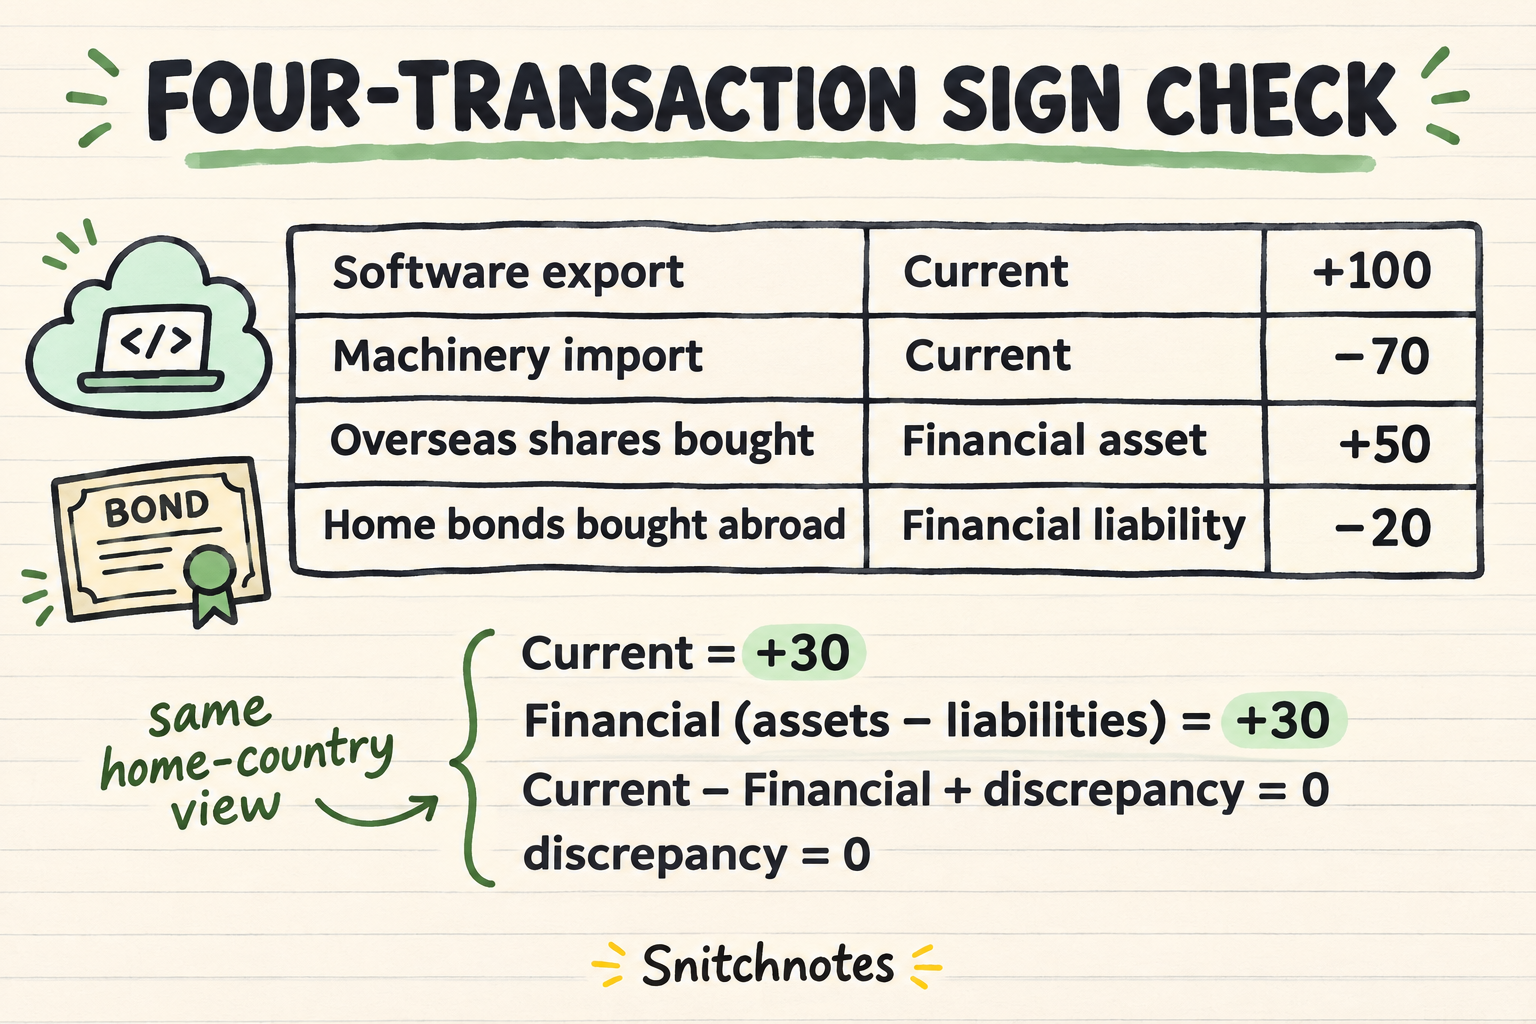 FOUR-TRANSACTION SIGN CHECK
</>
Software export Current +100
Machinery import Current −70
Overseas shares bought Financial asset +50
BOND
Home bonds bought abroad Financial liability −20
Current = +30
Financial (assets − liabilities) = +30
Current − Financial + discrepancy = 0
discrepancy = 0
same
home-country
view
Snitchnotes